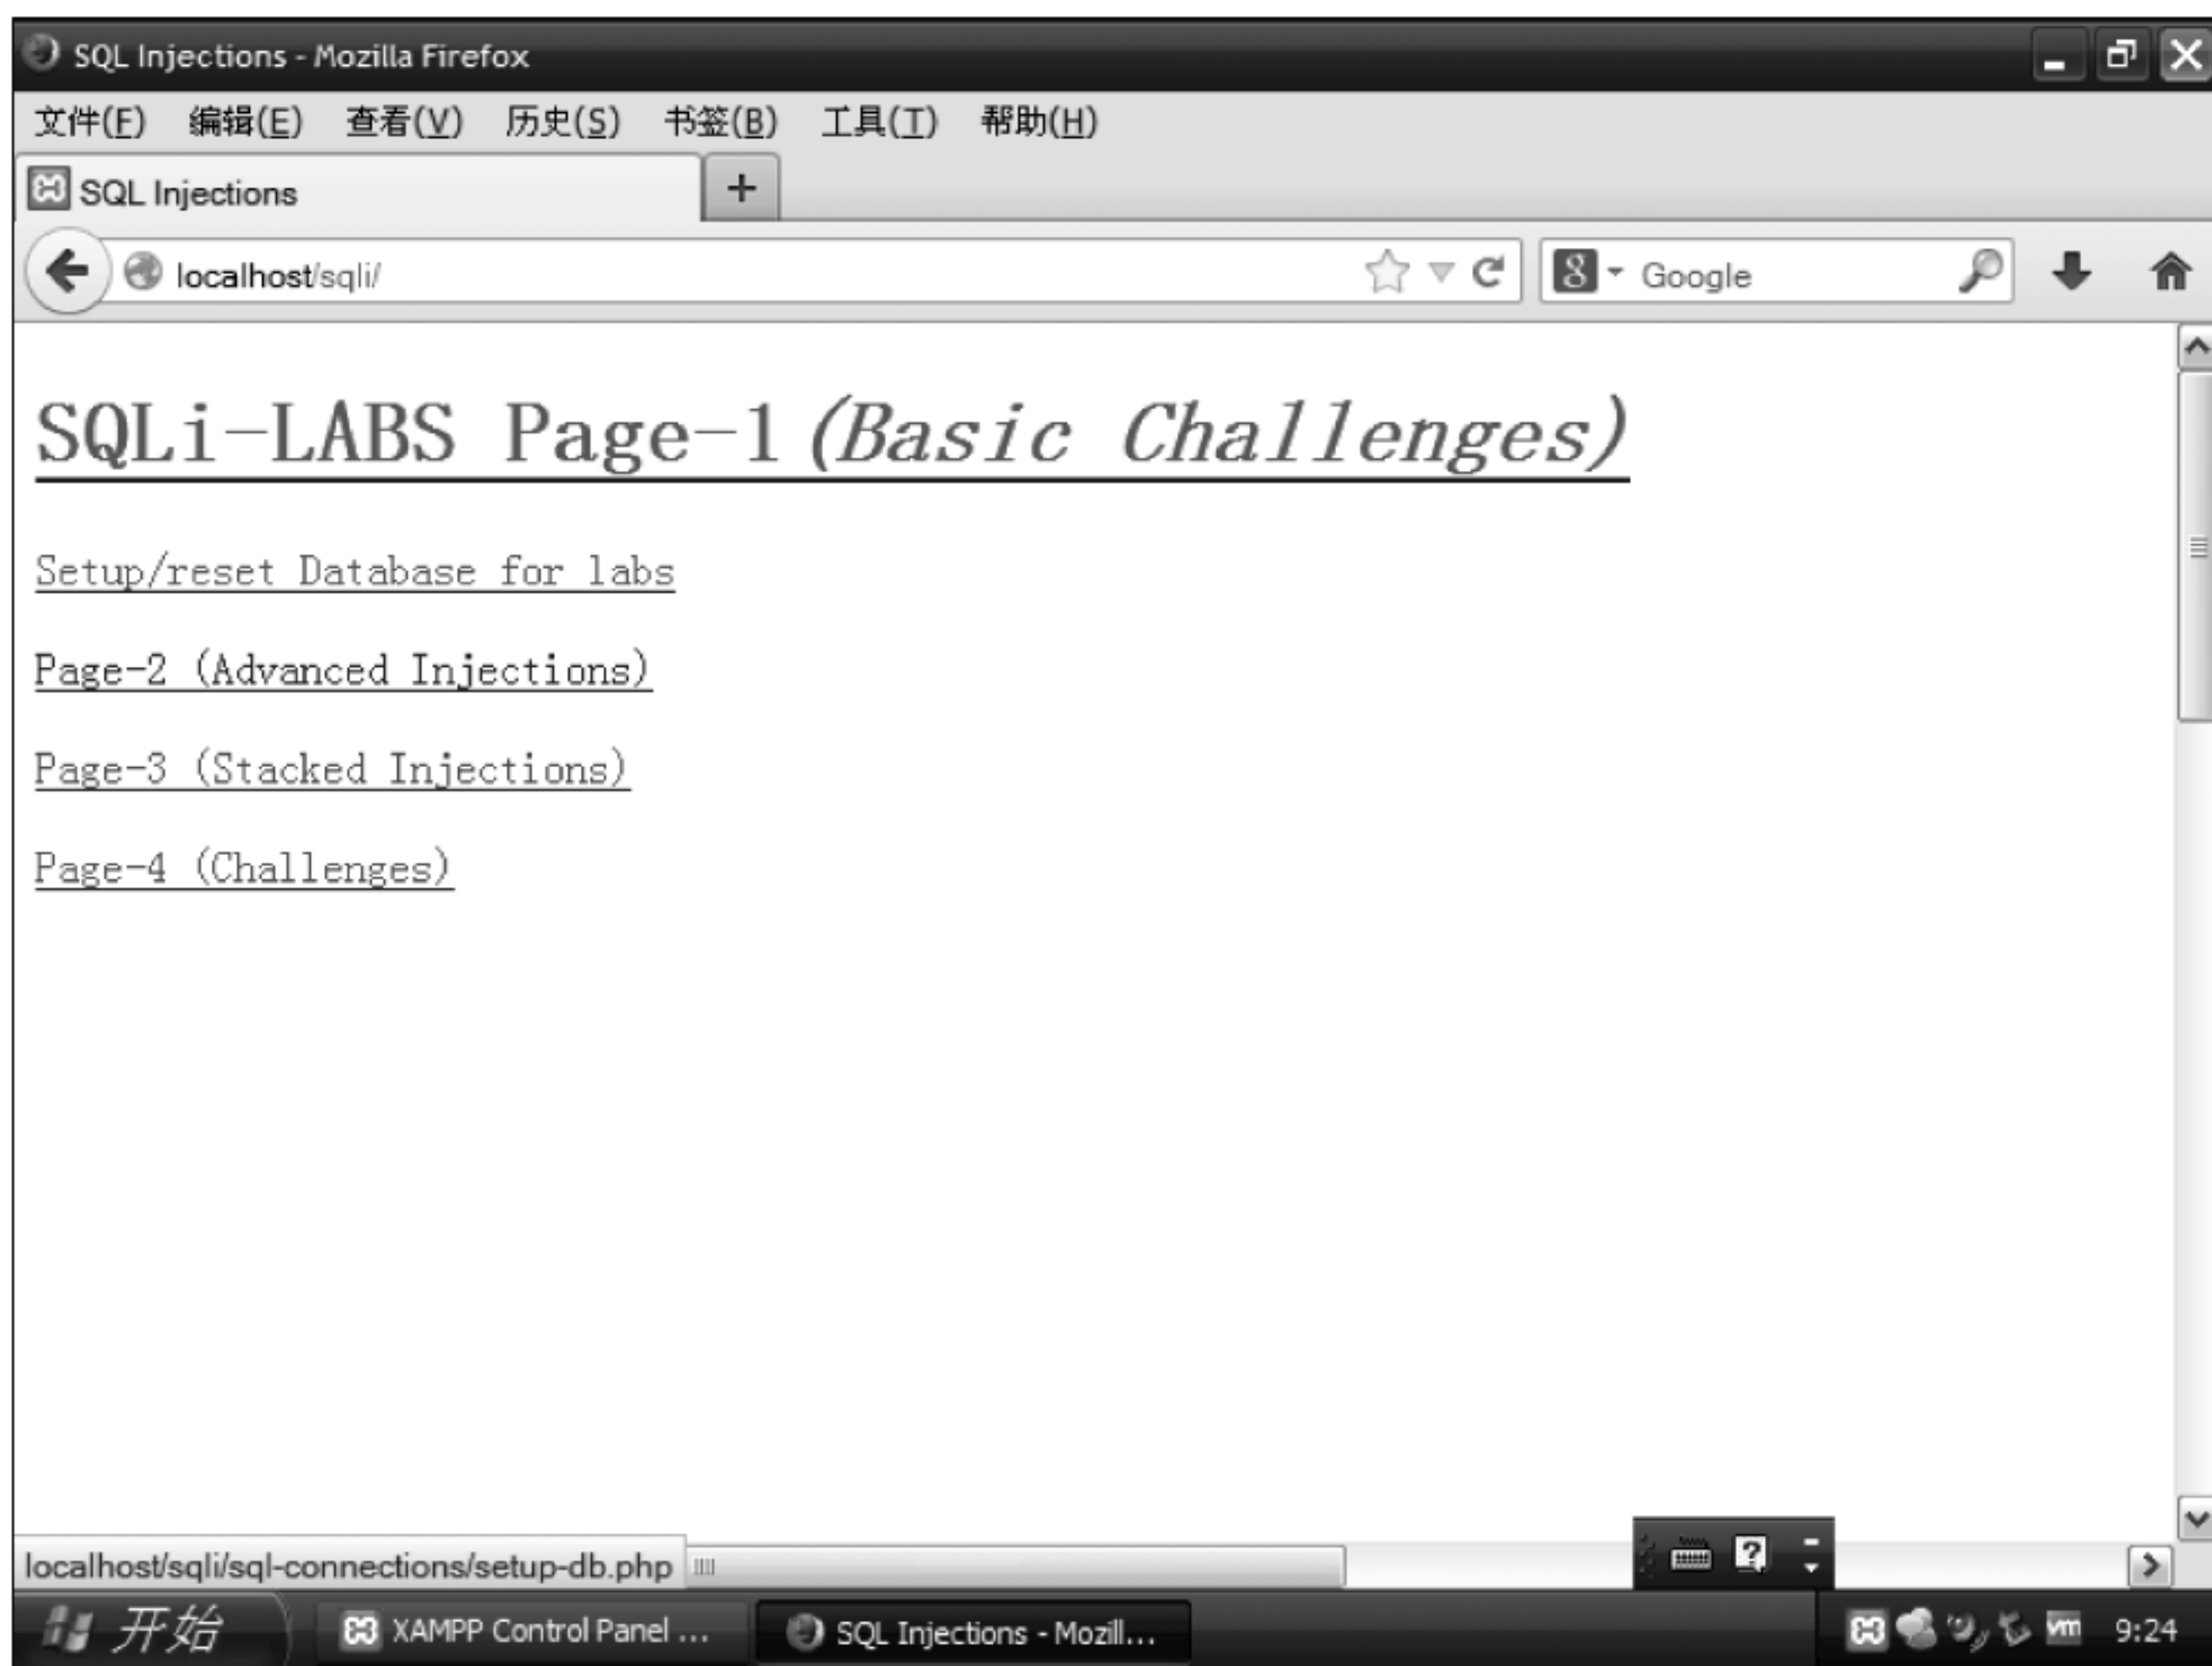 SQL Injections - Mozilla Firefox
文件(F) 编辑(E) 查看(V) 历史(S) 书签(B) 工具(T) 帮助(H)
SQL Injections +
localhost/sqli/ 8 Google
SQLi-LABS Page-1 (Basic Challenges)
Setup/reset Database for labs
Page-2 (Advanced Injections)
Page-3 (Stacked Injections)
Page-4 (Challenges)
localhost/sqli/sql-connections/setup-db.php
开始 XAMPP Control Panel ... SQL Injections - Mozill... vm 9:24